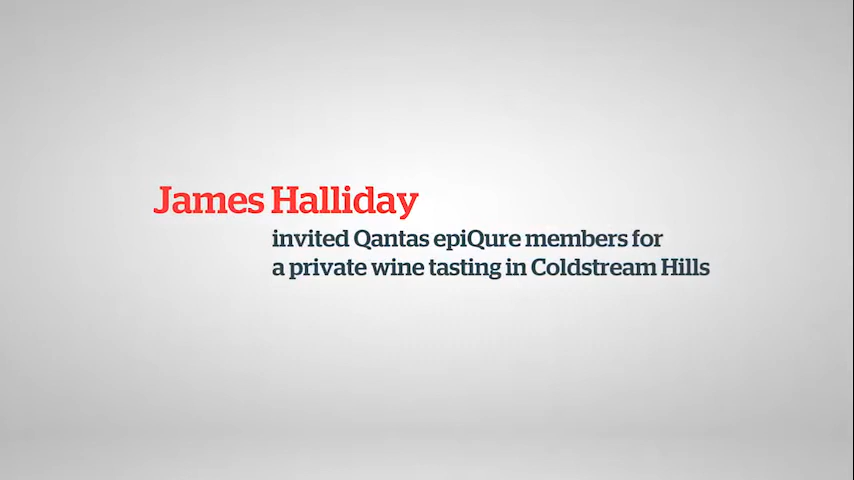 James Halliday
invited Qantas epiQure members for
a private wine tasting in Coldstream Hills